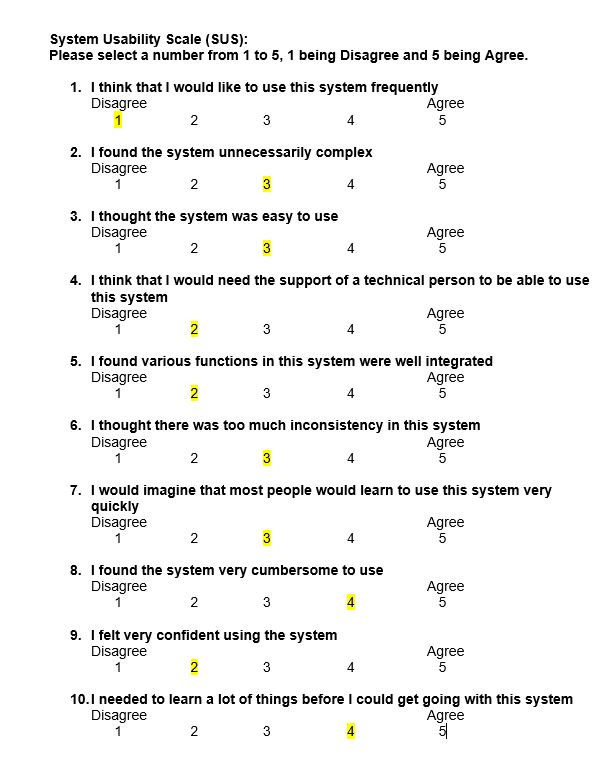 System Usability Scale (SUS):
Please select a number from 1 to 5, 1 being Disagree and 5 being Agree.
1. I think that I would like to use this system frequently
Disagree Agree
1 2 3 4 5
2. I found the system unnecessarily complex
Disagree Agree
1 2 3 4 5
3. I thought the system was easy to use
Disagree Agree
1 2 3 4 5
4. I think that I would need the support of a technical person to be able to use
this system
Disagree Agree
1 2 3 4 5
5. I found various functions in this system were well integrated
Disagree Agree
1 2 3 4 5
6. I thought there was too much inconsistency in this system
Disagree Agree
1 2 3 4 5
7. I would imagine that most people would learn to use this system very
quickly
Disagree Agree
1 2 3 4 5
8. I found the system very cumbersome to use
Disagree Agree
1 2 3 4 5
9. I felt very confident using the system
Disagree Agree
1 2 3 4 5
10. I needed to learn a lot of things before I could get going with this system
Disagree Agree
1 2 3 4 5